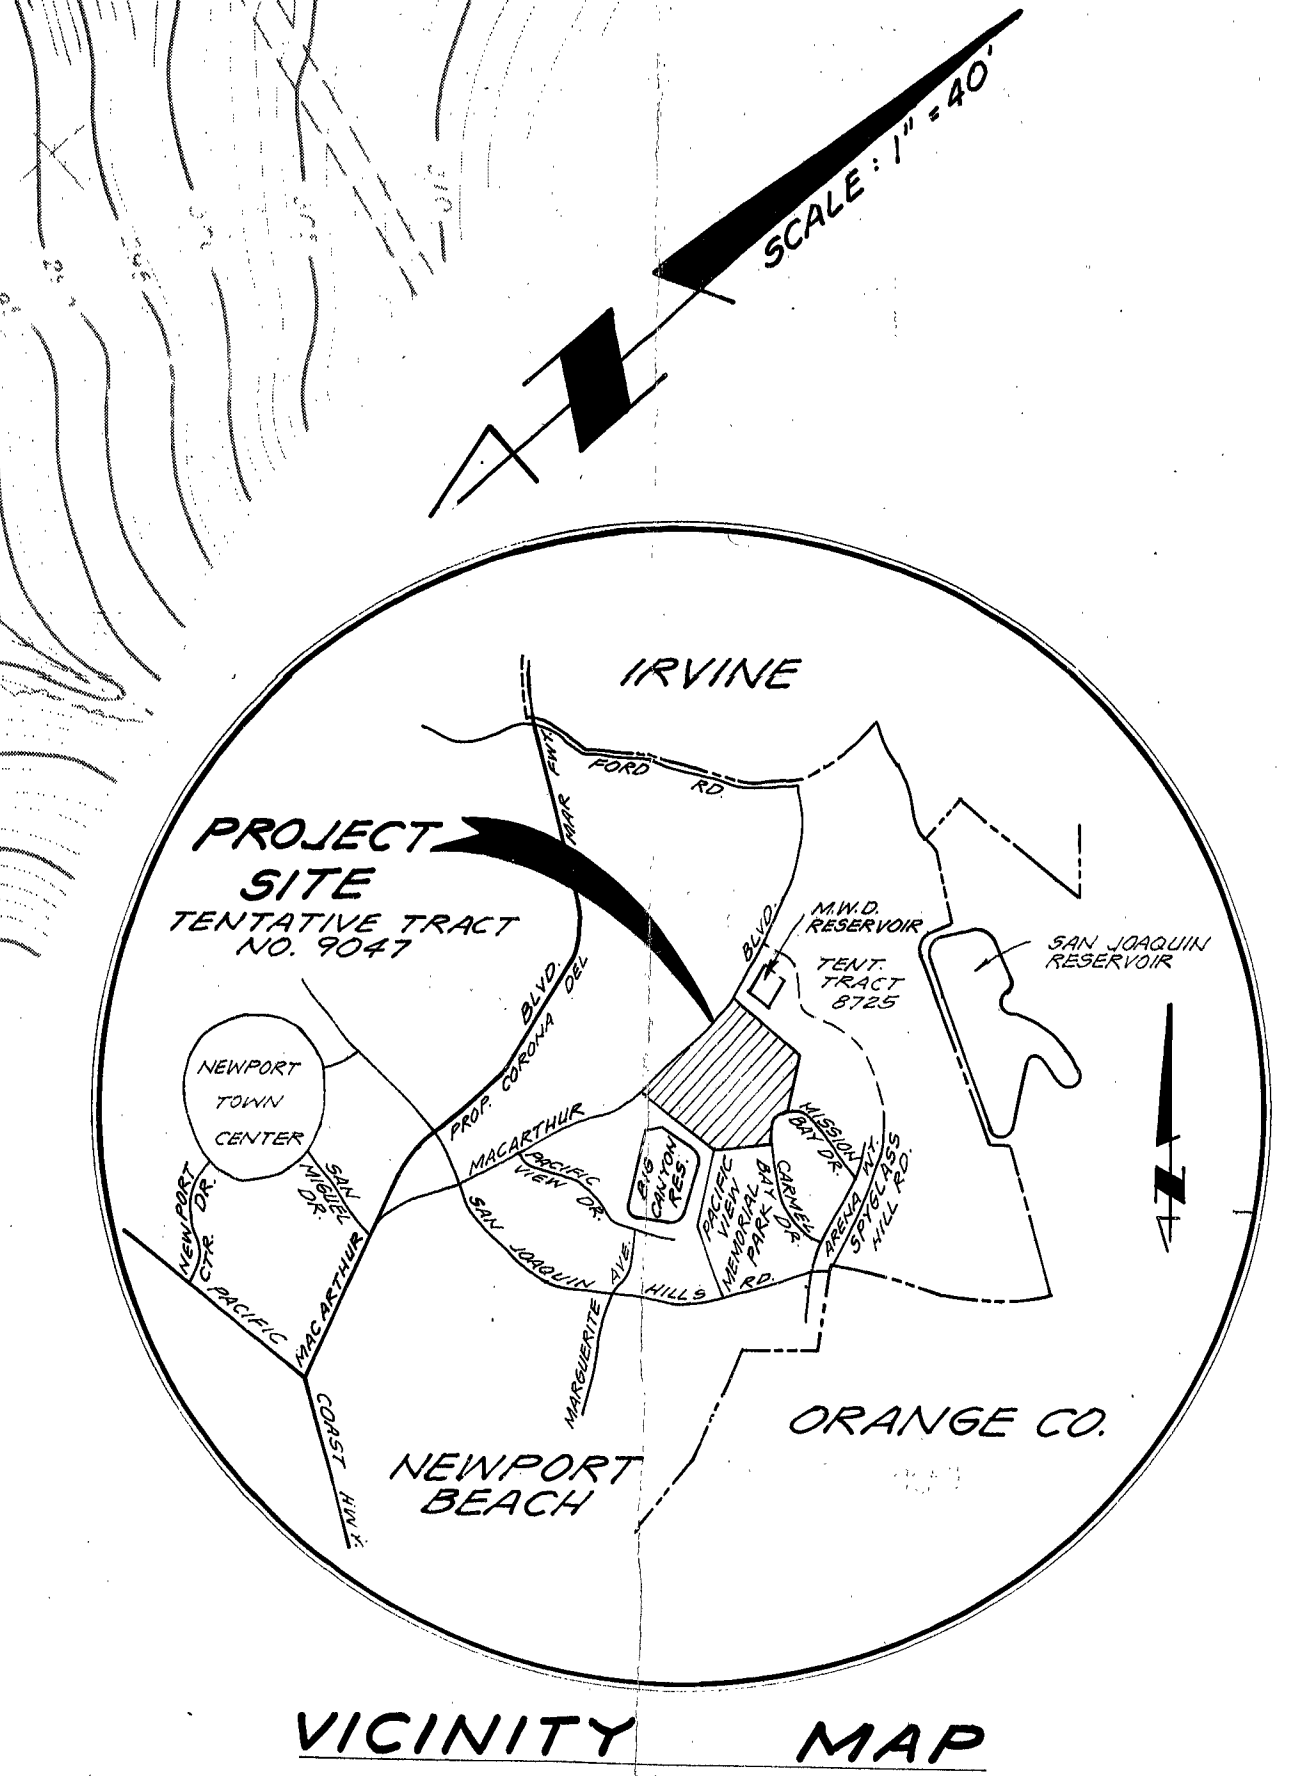 SCALE : 1" = 40'
N
IRVINE
FORD RD.
PROJECT
SITE
TENTATIVE TRACT
NO. 9047
MAR FWY.
BLVD.
DEL
PROP. CORONA
BLVD.
M.W.D.
RESERVOIR
TENT.
TRACT
8725
SAN JOAQUIN
RESERVOIR
NEWPORT
TOWN
CENTER
MACARTHUR
PACIFIC
VIEW DR.
BIG
CANYON
RES.
PACIFIC
VIEW
MEMORIAL
PARK
MISSION
BAY DR.
CARMEL
BAY DR.
ARENA WY.
SPYGLASS
HILL RD.
N
NEWPORT
CTR. DR.
SAN
MIGUEL
DR.
SAN JOAQUIN HILLS RD.
MARGUERITE AVE.
MACARTHUR
PACIFIC
COAST HWY.
NEWPORT
BEACH
ORANGE CO.
VICINITY MAP